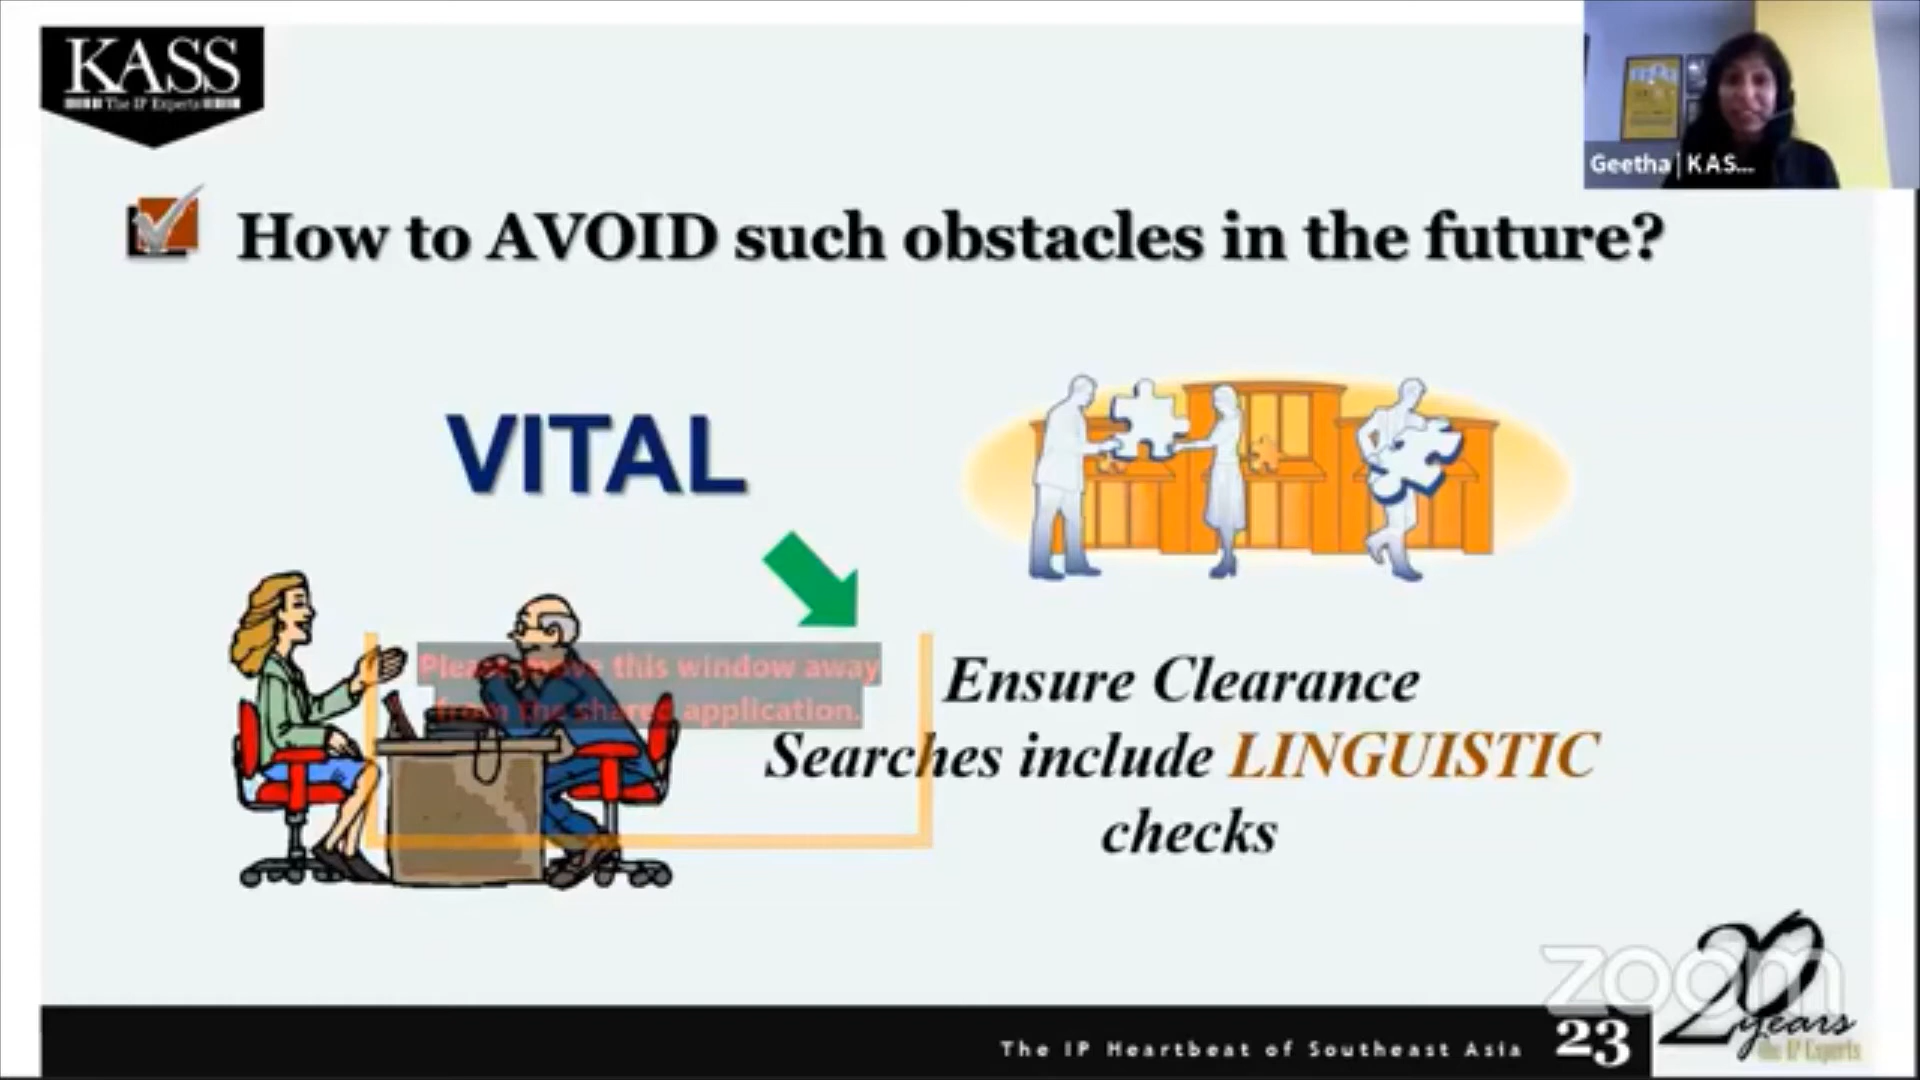 KASS
The IP Experts
Geetha | K A S...
How to AVOID such obstacles in the future?
VITAL
Please move this window away
from the shared application.
Ensure Clearance
Searches include LINGUISTIC
checks
zoom
20
years
The IP Experts
The IP Heartbeat of Southeast Asia
23